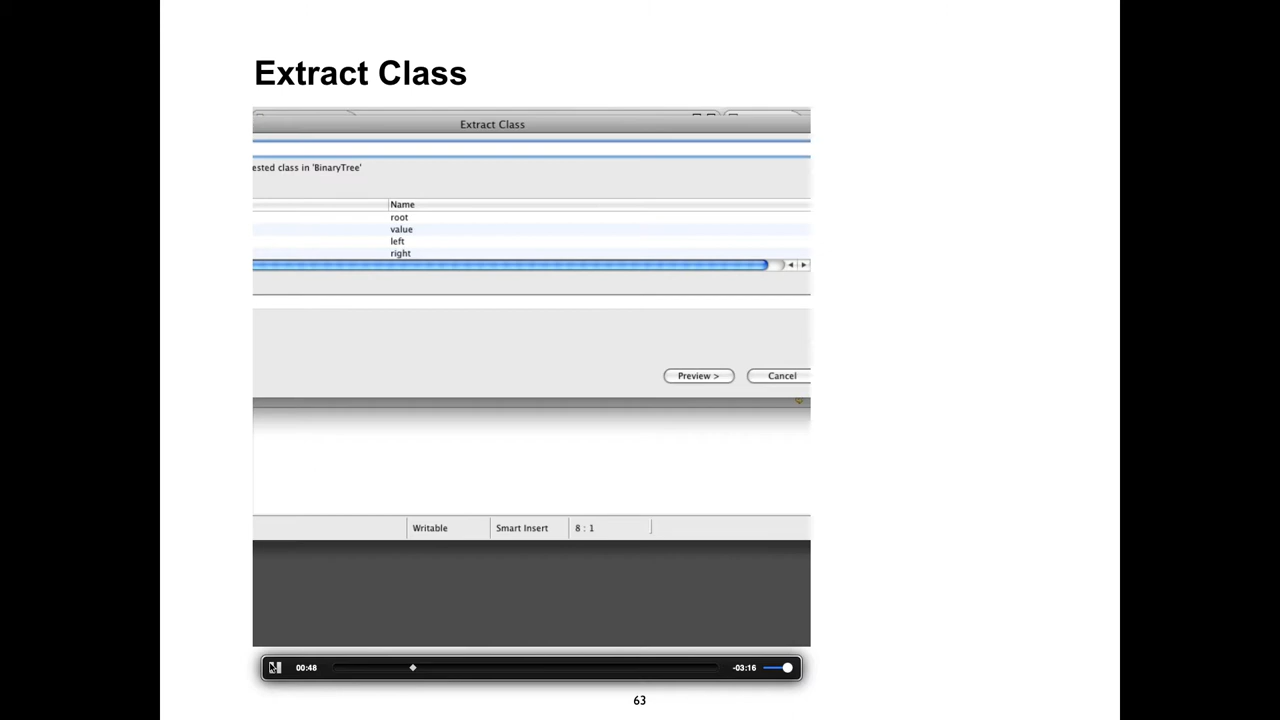 Extract Class
Extract Class
ested class in 'BinaryTree'
Name
root
value
left
right
Preview > Cancel
Writable Smart Insert 8 : 1
00:48 -03:16
63